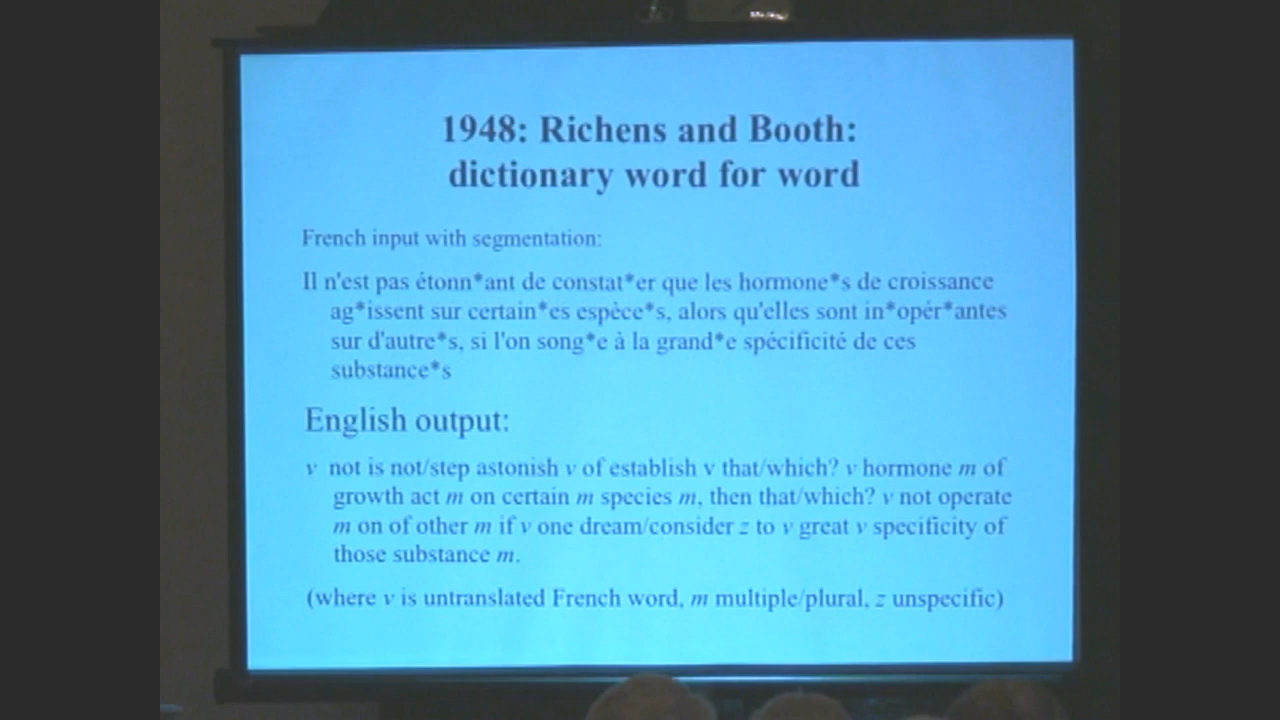 1948: Richens and Booth:
dictionary word for word
French input with segmentation:
Il n'est pas étonn*ant de constat*er que les hormone*s de croissance
ag*issent sur certain*es espèce*s, alors qu'elles sont in*opér*antes
sur d'autre*s, si l'on song*e à la grand*e spécificité de ces
substance*s
English output:
v not is not/step astonish v of establish v that/which? v hormone m of
growth act m on certain m species m, then that/which? v not operate
m on of other m if v one dream/consider z to v great v specificity of
those substance m.
(where v is untranslated French word, m multiple/plural, z unspecific)